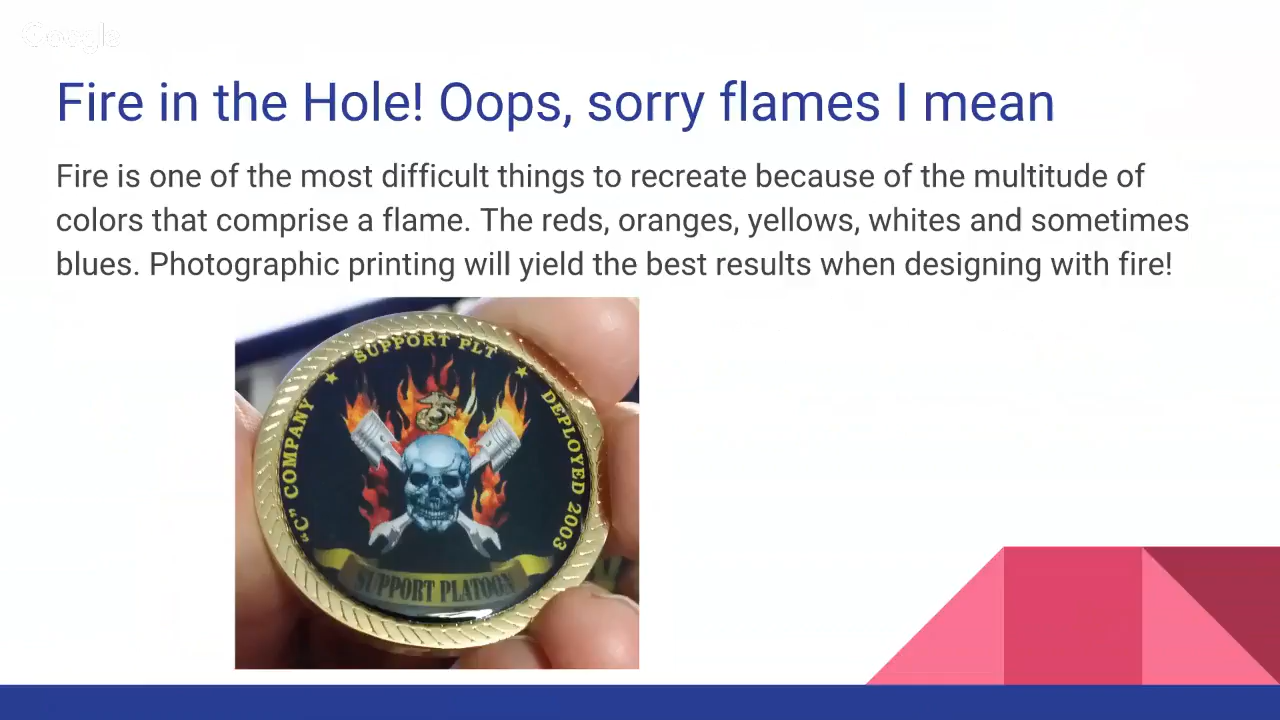 Google
Fire in the Hole! Oops, sorry flames I mean
Fire is one of the most difficult things to recreate because of the multitude of
colors that comprise a flame. The reds, oranges, yellows, whites and sometimes
blues. Photographic printing will yield the best results when designing with fire!
"C" COMPANY ★ SUPPORT PLT ★ DEPLOYED 2003
SUPPORT PLATOON